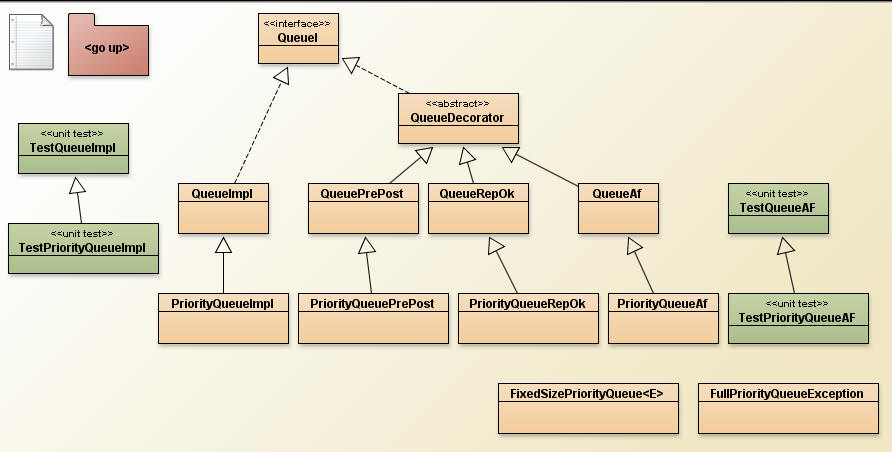 <<interface>>
QueueI
<go up>
<<abstract>>
QueueDecorator
<<unit test>>
TestQueueImpl
QueueImpl
QueuePrePost
QueueRepOk
QueueAf
<<unit test>>
TestQueueAF
<<unit test>>
TestPriorityQueueImpl
PriorityQueueImpl
PriorityQueuePrePost
PriorityQueueRepOk
PriorityQueueAf
<<unit test>>
TestPriorityQueueAF
FixedSizePriorityQueue<E>
FullPriorityQueueException